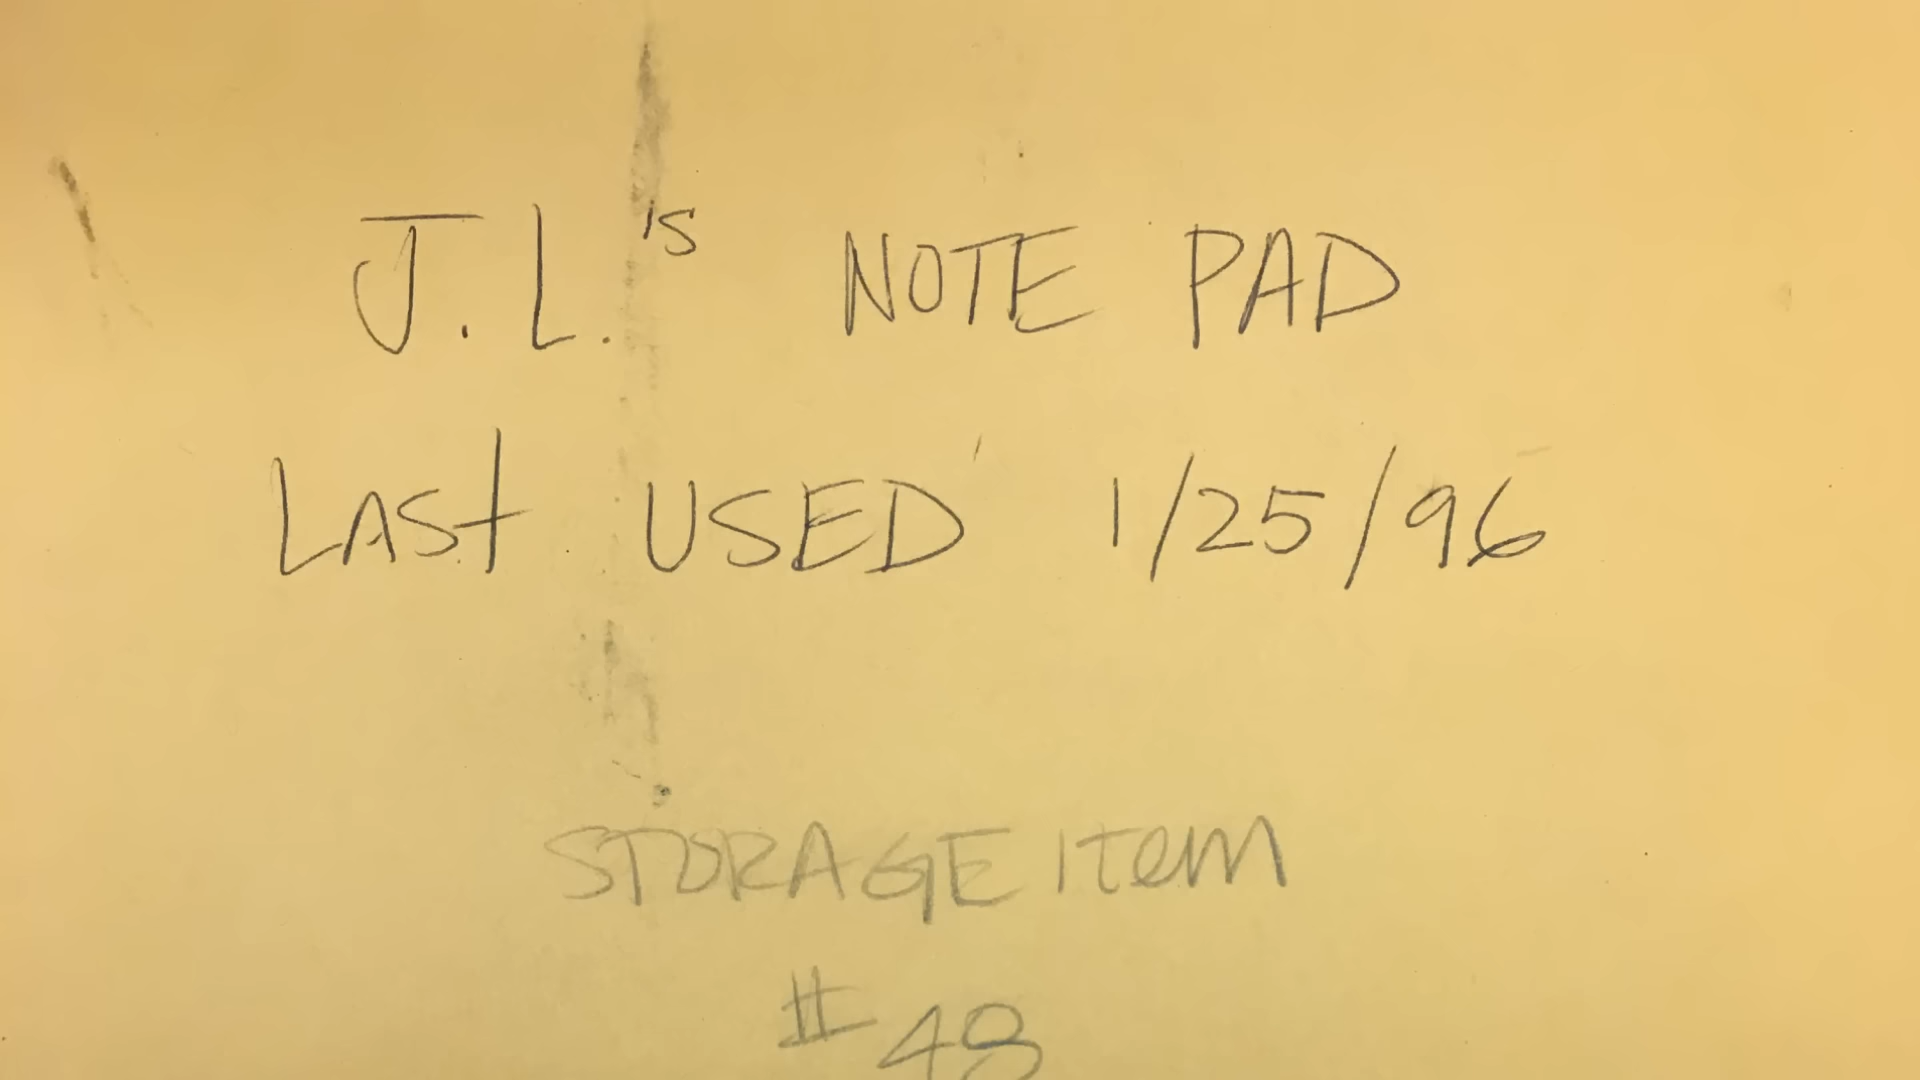 J.L.'s NOTE PAD
LAST USED 1/25/96
STORAGE ITEM
#48